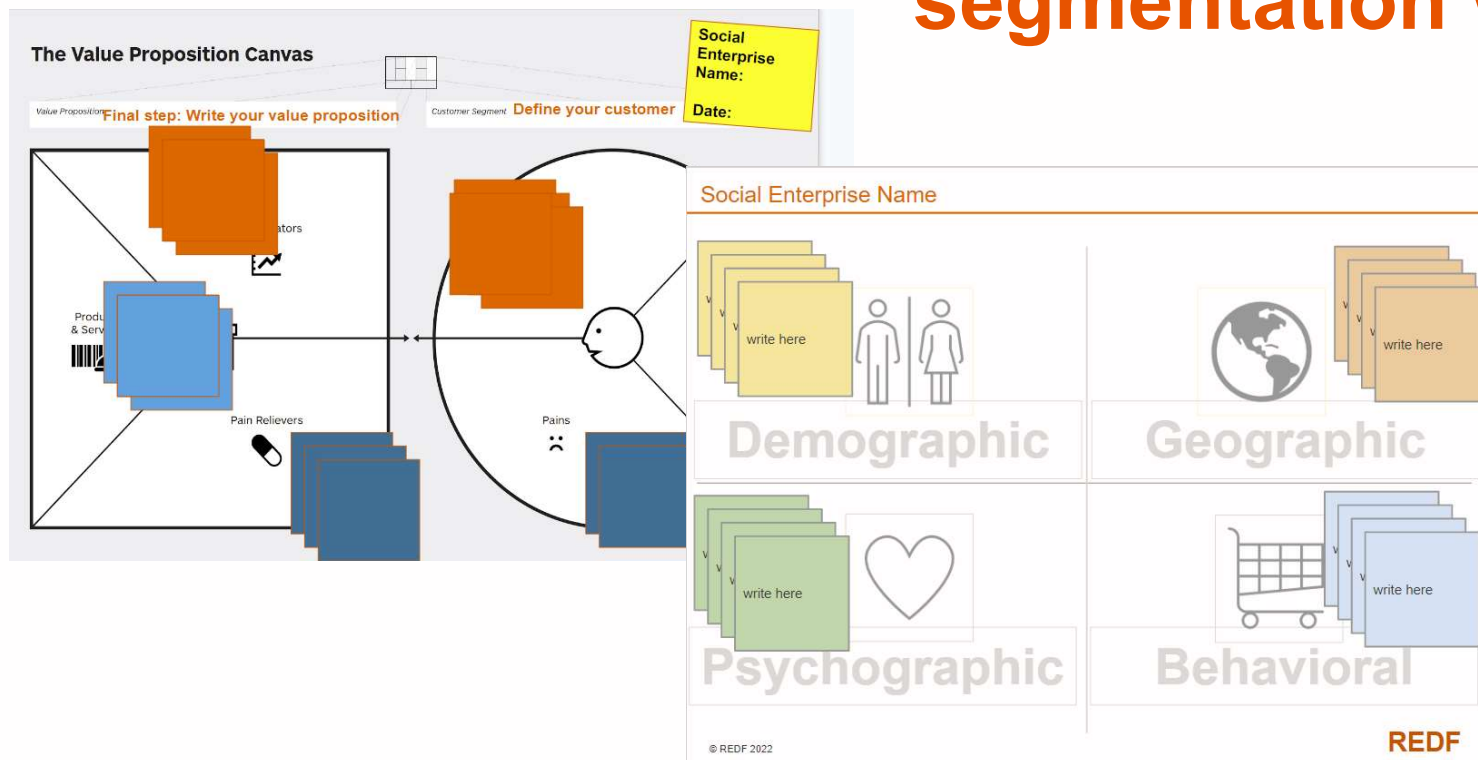 segmentation
The Value Proposition Canvas
Social
Enterprise
Name:
Date:
Value Proposition
Final step: Write your value proposition
Customer Segment
Define your customer
ators
Produ
& Serv
Pain Relievers
Pains
Social Enterprise Name
write here
write here
Demographic
Geographic
write here
write here
Psychographic
Behavioral
© REDF 2022
REDF